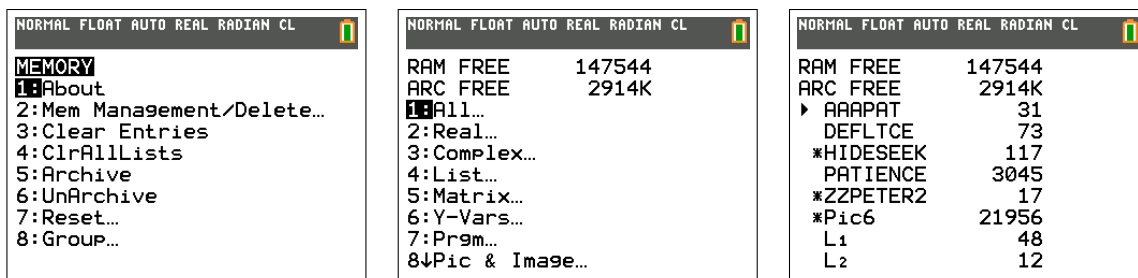 NORMAL FLOAT AUTO REAL RADIAN CL
MEMORY
1:About
2:Mem Management/Delete…
3:Clear Entries
4:ClrAllLists
5:Archive
6:UnArchive
7:Reset…
8:Group…
NORMAL FLOAT AUTO REAL RADIAN CL
RAM FREE 147544
ARC FREE 2914K
1:All…
2:Real…
3:Complex…
4:List…
5:Matrix…
6:Y-Vars…
7:Prgm…
8↓Pic & Image…
NORMAL FLOAT AUTO REAL RADIAN CL
RAM FREE 147544
ARC FREE 2914K
▶ AAAPAT 31
DEFLTCE 73
*HIDESEEK 117
PATIENCE 3045
*ZZPETER2 17
*Pic6 21956
L₁ 48
L₂ 12